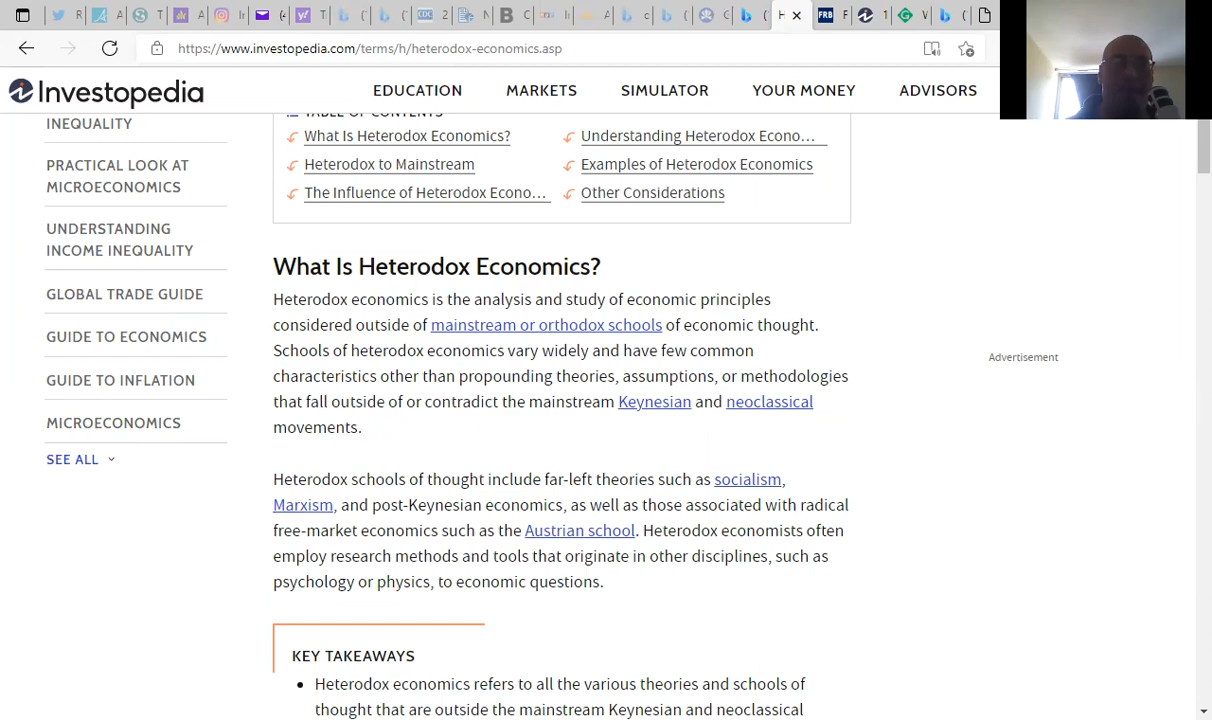 https://www.investopedia.com/terms/h/heterodox-economics.asp
Investopedia
EDUCATION MARKETS SIMULATOR YOUR MONEY ADVISORS
INEQUALITY
PRACTICAL LOOK AT
MICROECONOMICS
UNDERSTANDING
INCOME INEQUALITY
GLOBAL TRADE GUIDE
GUIDE TO ECONOMICS
GUIDE TO INFLATION
MICROECONOMICS
SEE ALL
TABLE OF CONTENTS
What Is Heterodox Economics? Understanding Heterodox Econo...
Heterodox to Mainstream Examples of Heterodox Economics
The Influence of Heterodox Econo... Other Considerations
What Is Heterodox Economics?
Heterodox economics is the analysis and study of economic principles
considered outside of mainstream or orthodox schools of economic thought.
Schools of heterodox economics vary widely and have few common
characteristics other than propounding theories, assumptions, or methodologies
that fall outside of or contradict the mainstream Keynesian and neoclassical
movements.
Heterodox schools of thought include far-left theories such as socialism,
Marxism, and post-Keynesian economics, as well as those associated with radical
free-market economics such as the Austrian school. Heterodox economists often
employ research methods and tools that originate in other disciplines, such as
psychology or physics, to economic questions.
KEY TAKEAWAYS
• Heterodox economics refers to all the various theories and schools of
thought that are outside the mainstream Keynesian and neoclassical
Advertisement